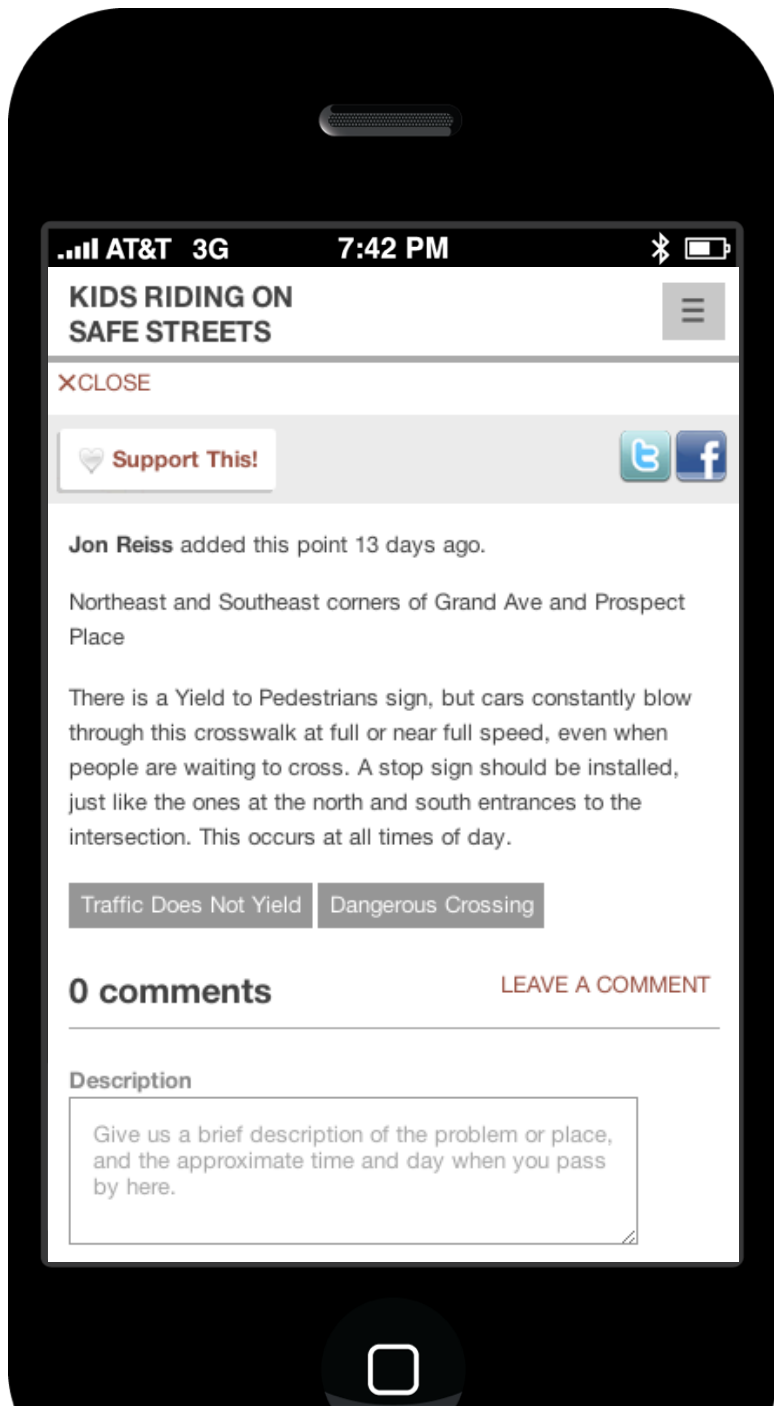 AT&T 3G 7:42 PM
KIDS RIDING ON
SAFE STREETS
☰
✕CLOSE
Support This!
Jon Reiss added this point 13 days ago.
Northeast and Southeast corners of Grand Ave and Prospect
Place
There is a Yield to Pedestrians sign, but cars constantly blow
through this crosswalk at full or near full speed, even when
people are waiting to cross. A stop sign should be installed,
just like the ones at the north and south entrances to the
intersection. This occurs at all times of day.
Traffic Does Not Yield Dangerous Crossing
0 comments LEAVE A COMMENT
Description
Give us a brief description of the problem or place,
and the approximate time and day when you pass
by here.